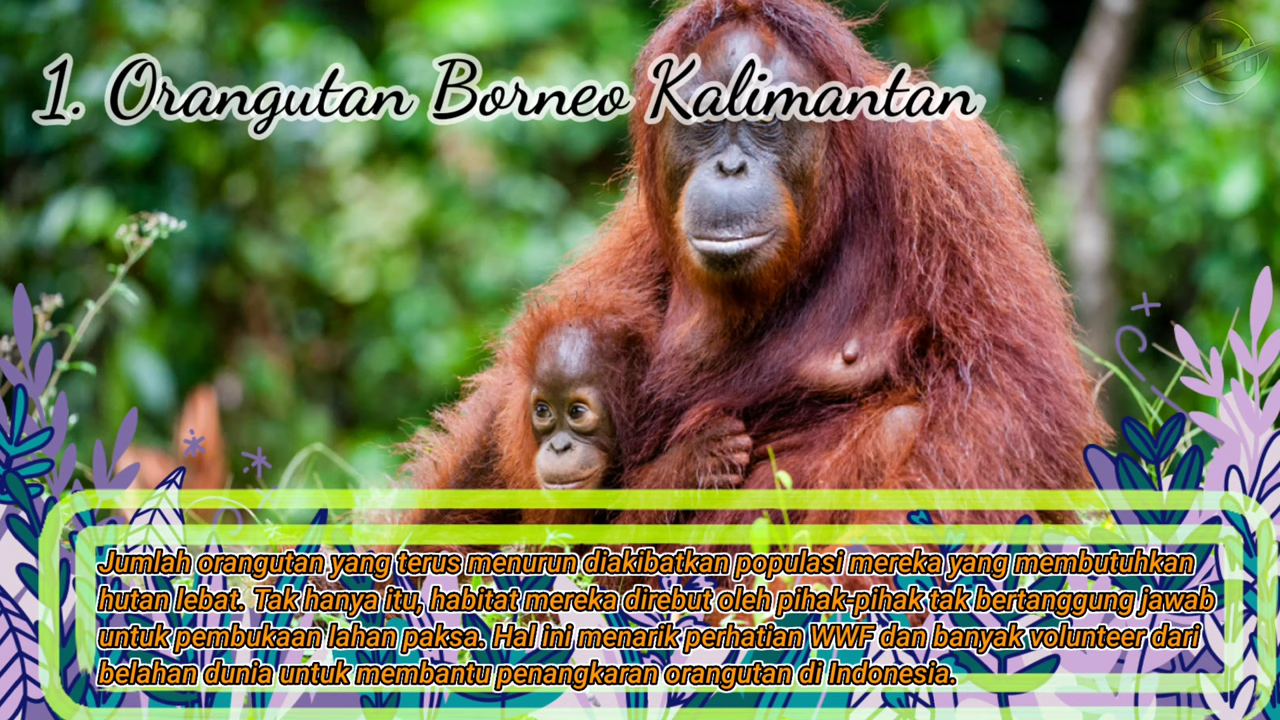 1. Orangutan Borneo Kalimantan
Jumlah orangutan yang terus menurun diakibatkan populasi mereka yang membutuhkan
hutan lebat. Tak hanya itu, habitat mereka direbut oleh pihak-pihak tak bertanggung jawab
untuk pembukaan lahan paksa. Hal ini menarik perhatian WWF dan banyak volunteer dari
belahan dunia untuk membantu penangkaran orangutan di Indonesia.